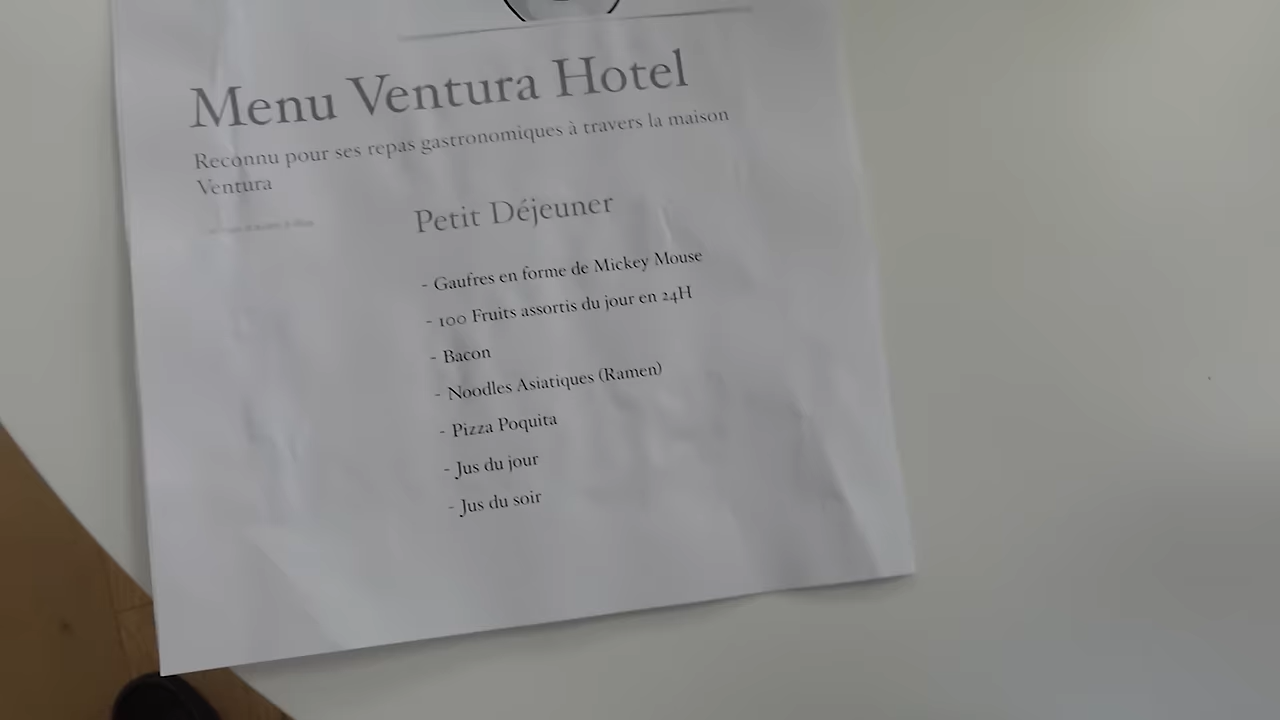 Menu Ventura Hotel
Reconnu pour ses repas gastronomiques à travers la maison
Ventura
Petit Déjeuner
- Gaufres en forme de Mickey Mouse
- 100 Fruits assortis du jour en 24H
- Bacon
- Noodles Asiatiques (Ramen)
- Pizza Poquita
- Jus du jour
- Jus du soir